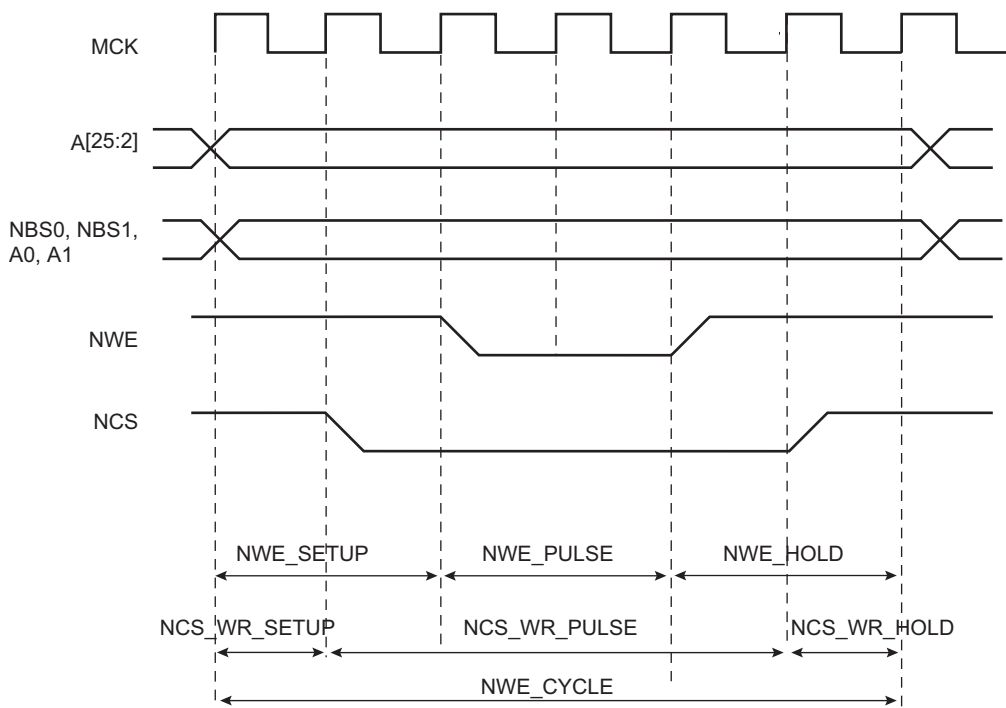 MCK
A[25:2]
NBS0, NBS1,
A0, A1
NWE
NCS
NWE_SETUP
NWE_PULSE
NWE_HOLD
NCS_WR_SETUP
NCS_WR_PULSE
NCS_WR_HOLD
NWE_CYCLE